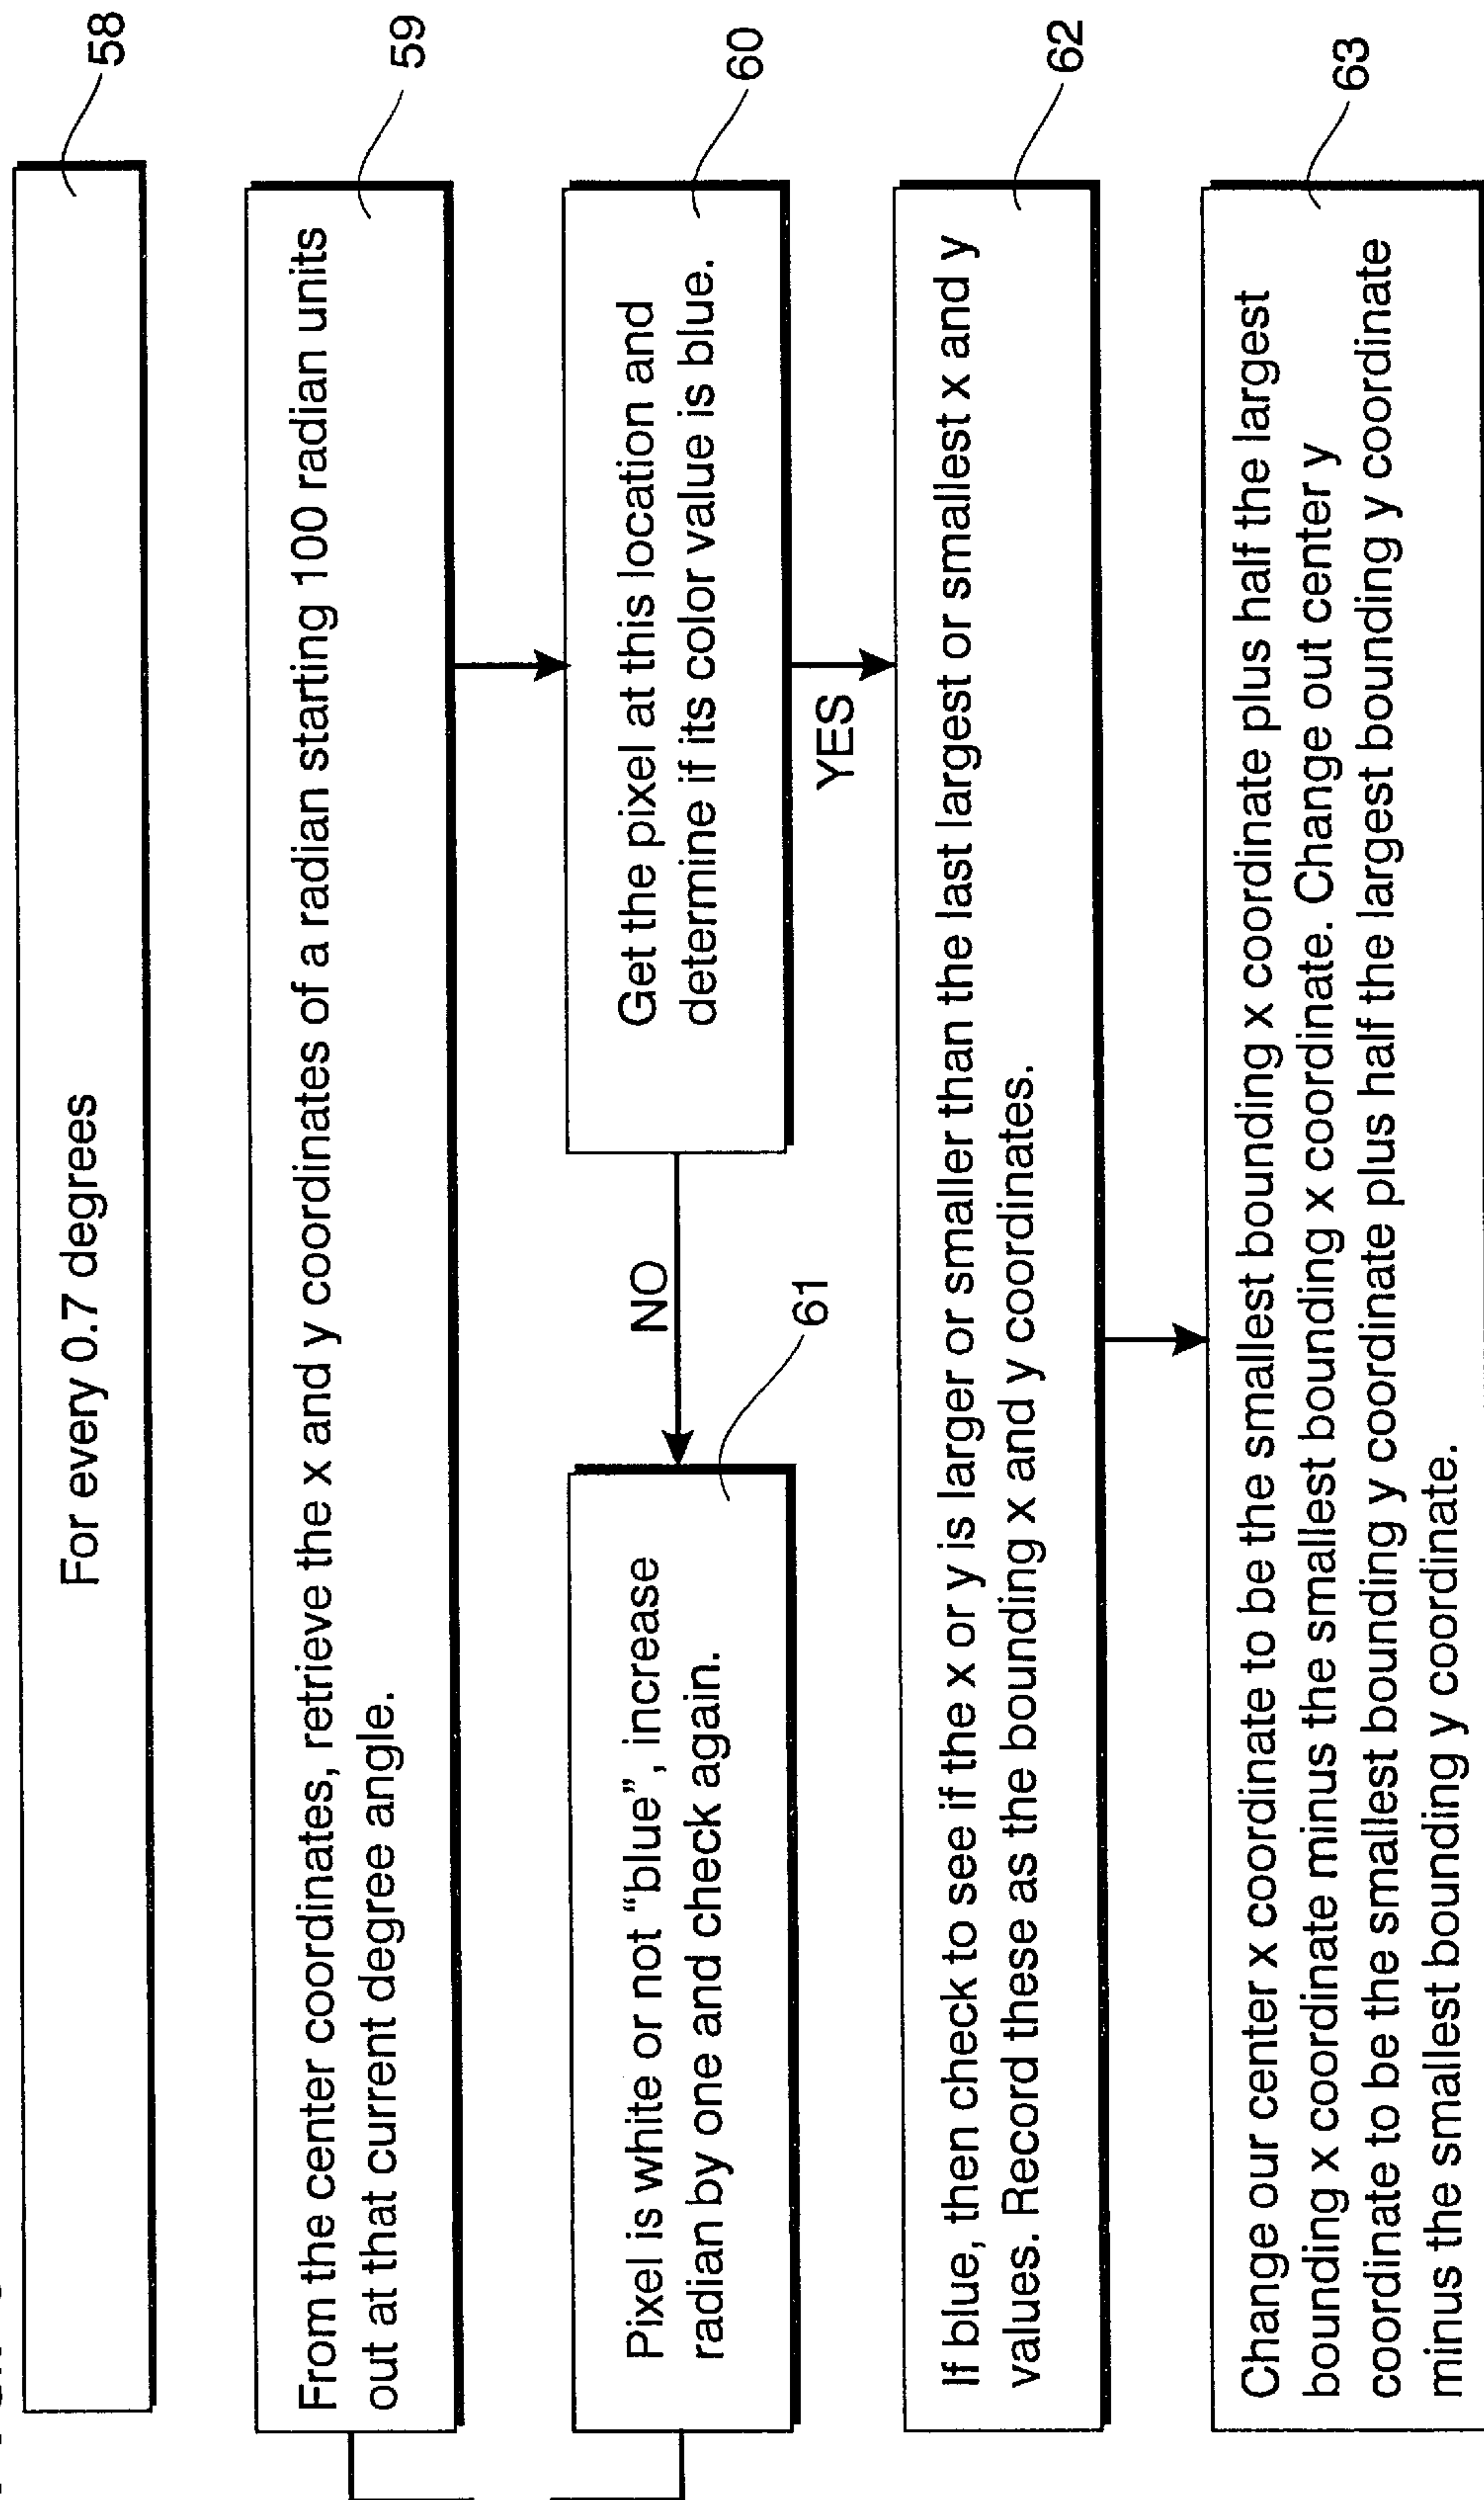 For every 0.7 degrees
58
From the center coordinates, retrieve the x and y coordinates of a radian starting 100 radian units
out at that current degree angle.
59
Get the pixel at this location and
determine if its color value is blue.
60
NO
Pixel is white or not “blue”, increase
radian by one and check again.
61
YES
If blue, then check to see if the x or y is larger or smaller than the last largest or smallest x and y
values. Record these as the bounding x and y coordinates.
62
Change our center x coordinate to be the smallest bounding x coordinate plus half the largest
bounding x coordinate minus the smallest bounding x coordinate. Change out center y
coordinate to be the smallest bounding y coordinate plus half the largest bounding y coordinate
minus the smallest bounding y coordinate.
63